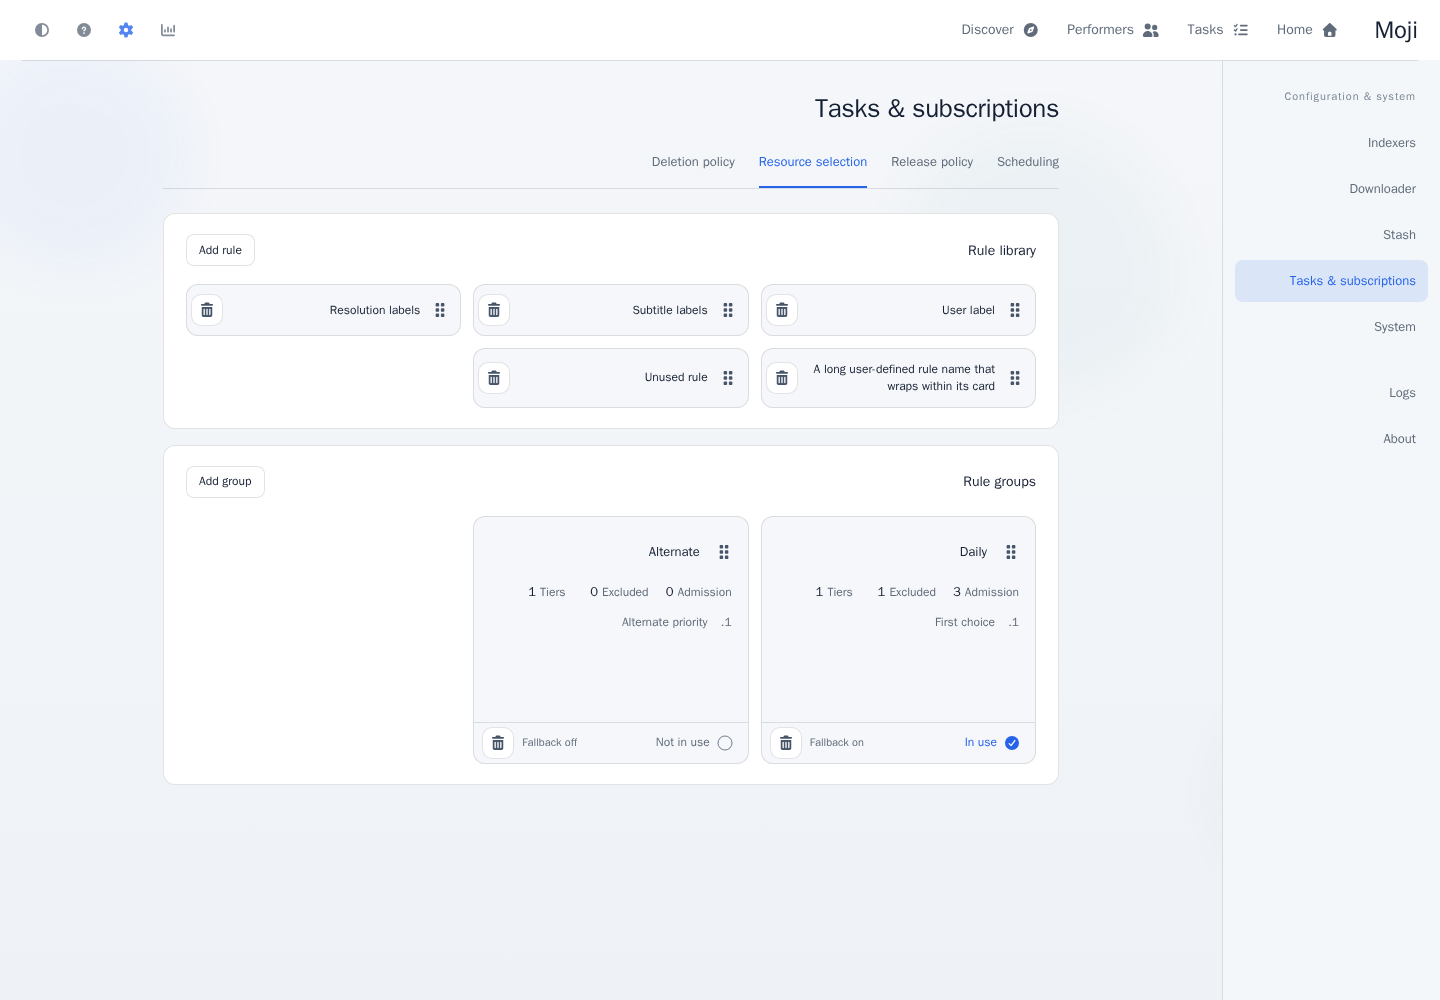 Moji
Home
Tasks
Performers
Discover
Configuration & system
Indexers
Downloader
Stash
Tasks & subscriptions
System
Logs
About
Tasks & subscriptions
Scheduling
Release policy
Resource selection
Deletion policy
Rule library
Add rule
User label
Subtitle labels
Resolution labels
A long user-defined rule name that
wraps within its card
Unused rule
Rule groups
Add group
Daily
3 Admission
1 Excluded
1 Tiers
.1 First choice
In use
Fallback on
Alternate
0 Admission
0 Excluded
1 Tiers
.1 Alternate priority
Not in use
Fallback off